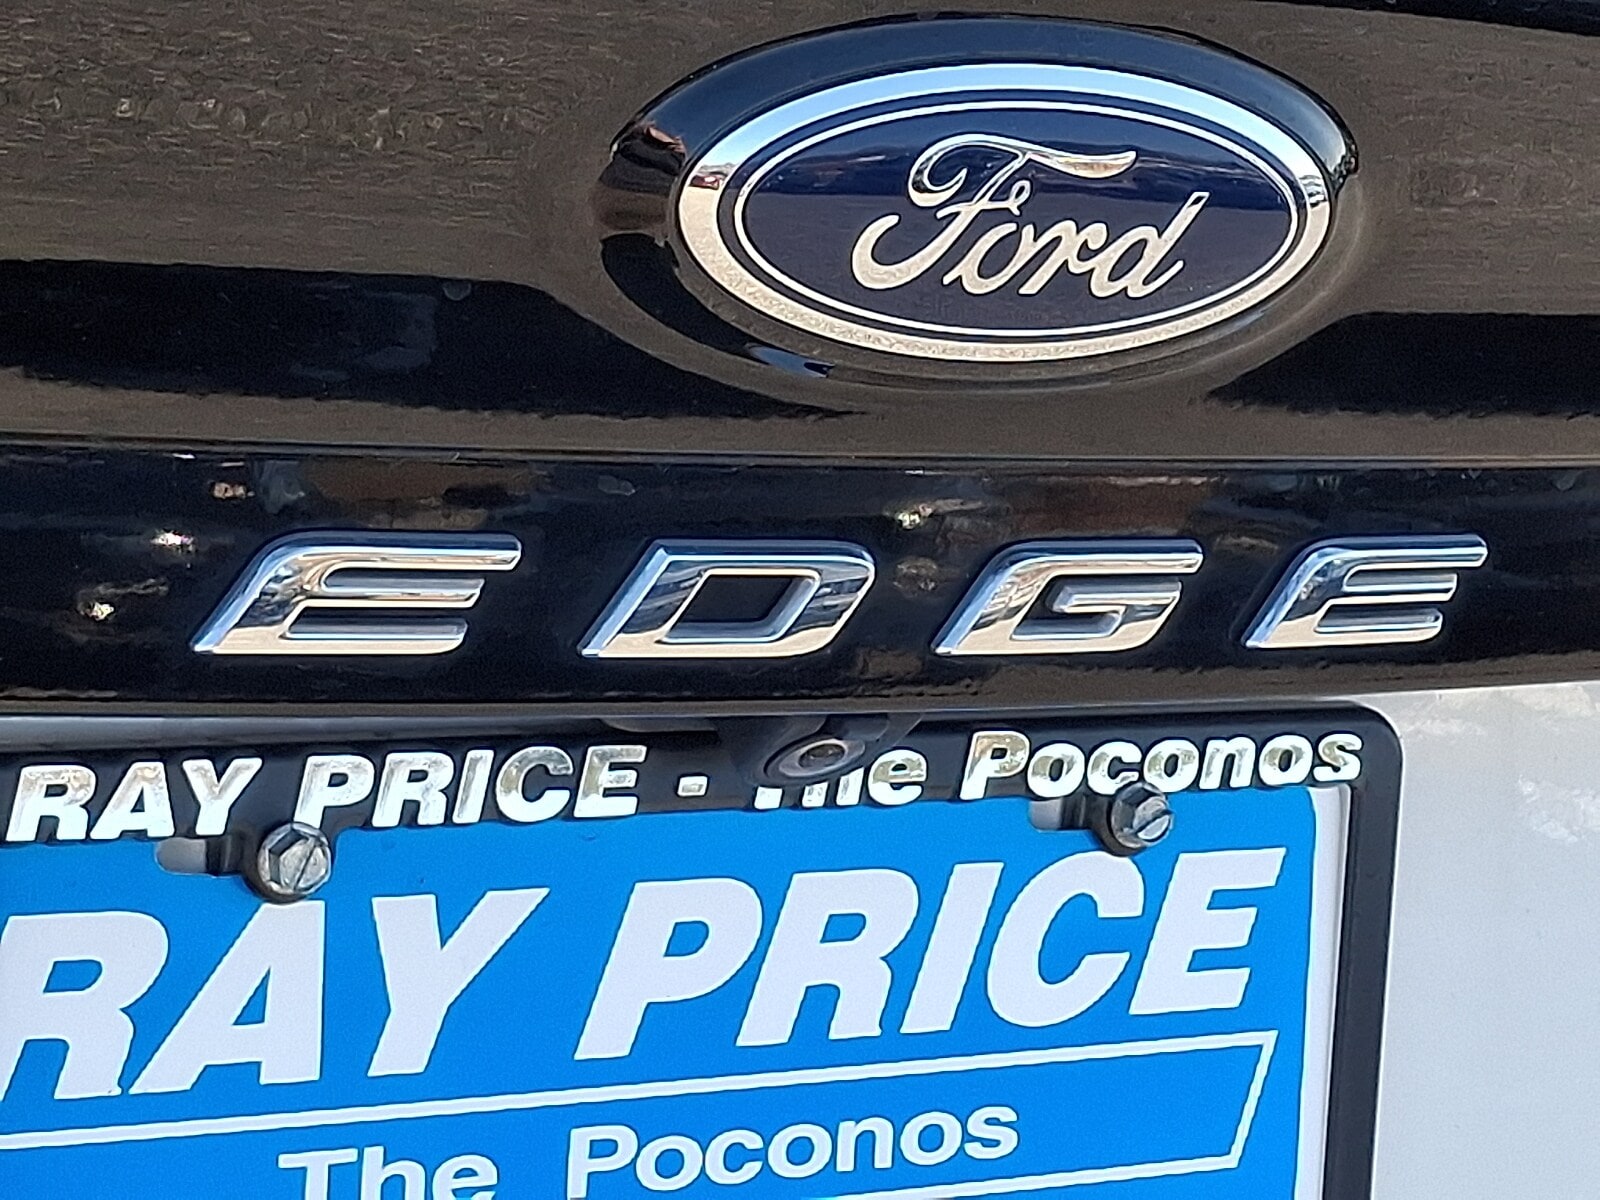 Ford
EDGE
RAY PRICE - The Poconos
RAY PRICE
The Poconos